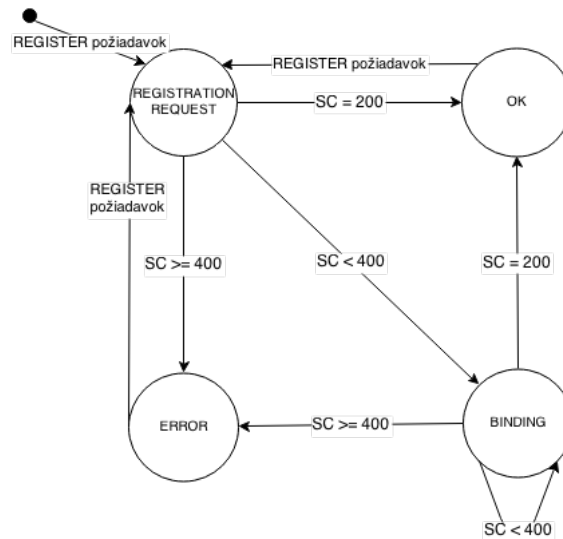 REGISTER požiadavok
REGISTER požiadavok
REGISTRATION
REQUEST
SC = 200
OK
REGISTER
požiadavok
SC >= 400
SC < 400
SC = 200
ERROR
SC >= 400
BINDING
SC < 400